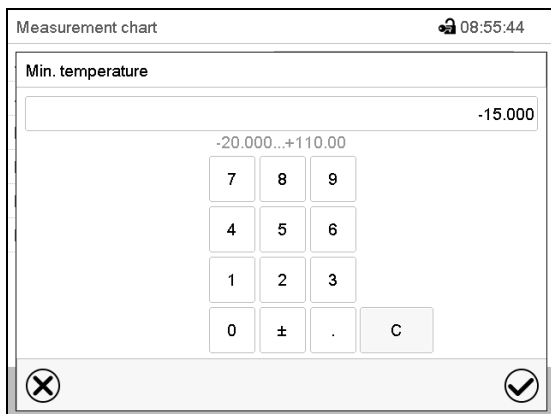 Measurement chart 08:55:44
Min. temperature
-15.000
-20.000...+110.00
7 8 9
4 5 6
1 2 3
0 ± . C